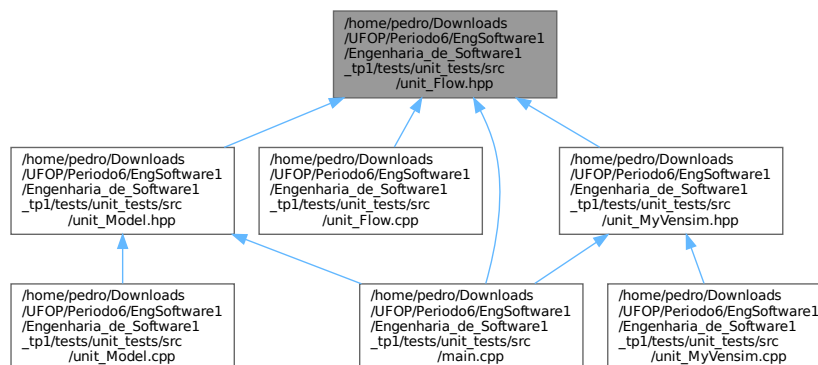 /home/pedro/Downloads
/UFOP/Periodo6/EngSoftware1
/Engenharia_de_Software1
_tp1/tests/unit_tests/src
/unit_Flow.hpp
/home/pedro/Downloads
/UFOP/Periodo6/EngSoftware1
/Engenharia_de_Software1
_tp1/tests/unit_tests/src
/unit_Model.hpp
/home/pedro/Downloads
/UFOP/Periodo6/EngSoftware1
/Engenharia_de_Software1
_tp1/tests/unit_tests/src
/unit_Flow.cpp
/home/pedro/Downloads
/UFOP/Periodo6/EngSoftware1
/Engenharia_de_Software1
_tp1/tests/unit_tests/src
/unit_MyVensim.hpp
/home/pedro/Downloads
/UFOP/Periodo6/EngSoftware1
/Engenharia_de_Software1
_tp1/tests/unit_tests/src
/unit_Model.cpp
/home/pedro/Downloads
/UFOP/Periodo6/EngSoftware1
/Engenharia_de_Software1
_tp1/tests/unit_tests/src
/main.cpp
/home/pedro/Downloads
/UFOP/Periodo6/EngSoftware1
/Engenharia_de_Software1
_tp1/tests/unit_tests/src
/unit_MyVensim.cpp